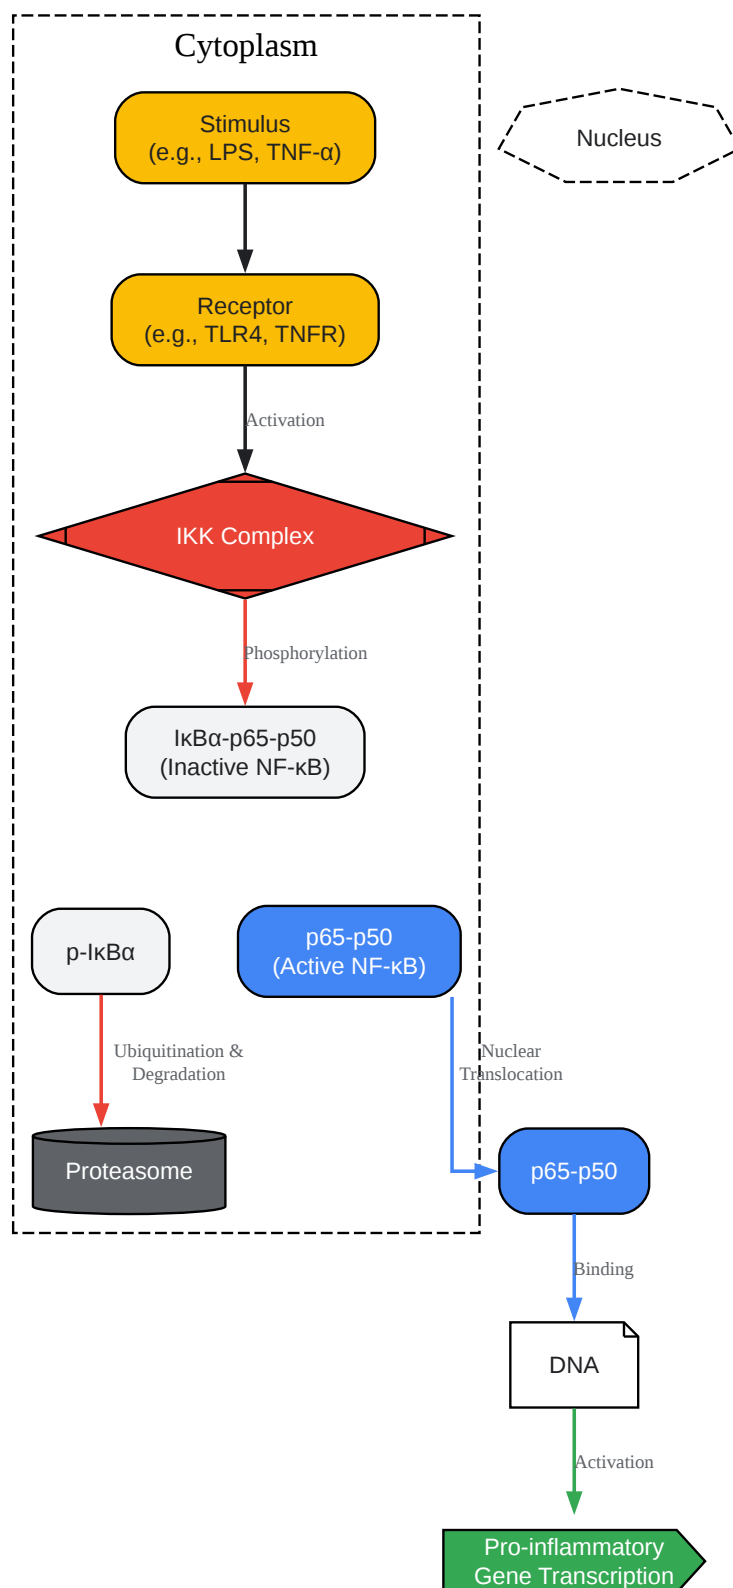 Cytoplasm
Stimulus
(e.g., LPS, TNF-α)
Nucleus
Receptor
(e.g., TLR4, TNFR)
Activation
IKK Complex
Phosphorylation
IκBα-p65-p50
(Inactive NF-κB)
p-IκBα
p65-p50
(Active NF-κB)
Ubiquitination &
Degradation
Nuclear
Translocation
Proteasome
p65-p50
Binding
DNA
Activation
Pro-inflammatory
Gene Transcription